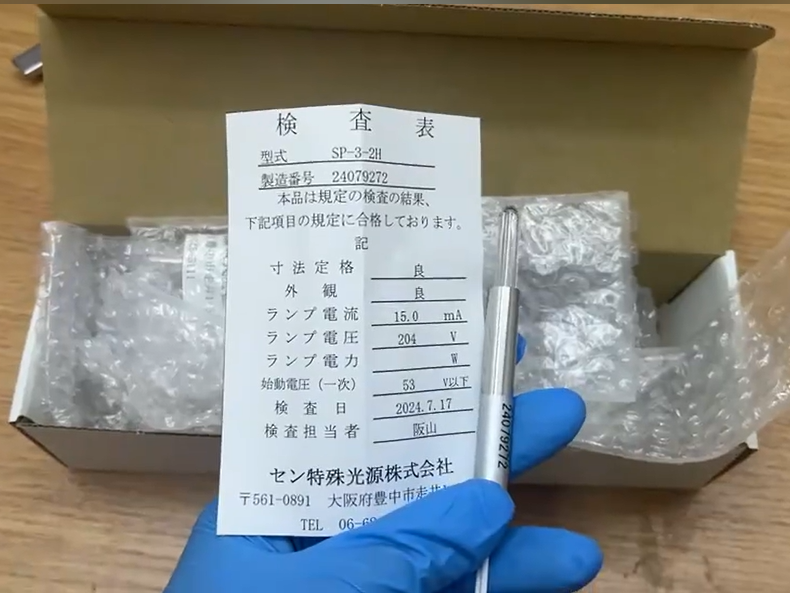 検査表
型式 SP-3-2H
製造番号 24079272
本品は規定の検査の結果、
下記項目の規定に合格しております。
記
寸法定格 良
外観 良
ランプ電流 15.0 mA
ランプ電圧 204 V
ランプ電力 W
始動電圧(一次) 53 V以下
検査日 2024.7.17
検査担当者 阪山
セン特殊光源株式会社
〒561-0891 大阪府豊中市走井
TEL 06-6
24079272